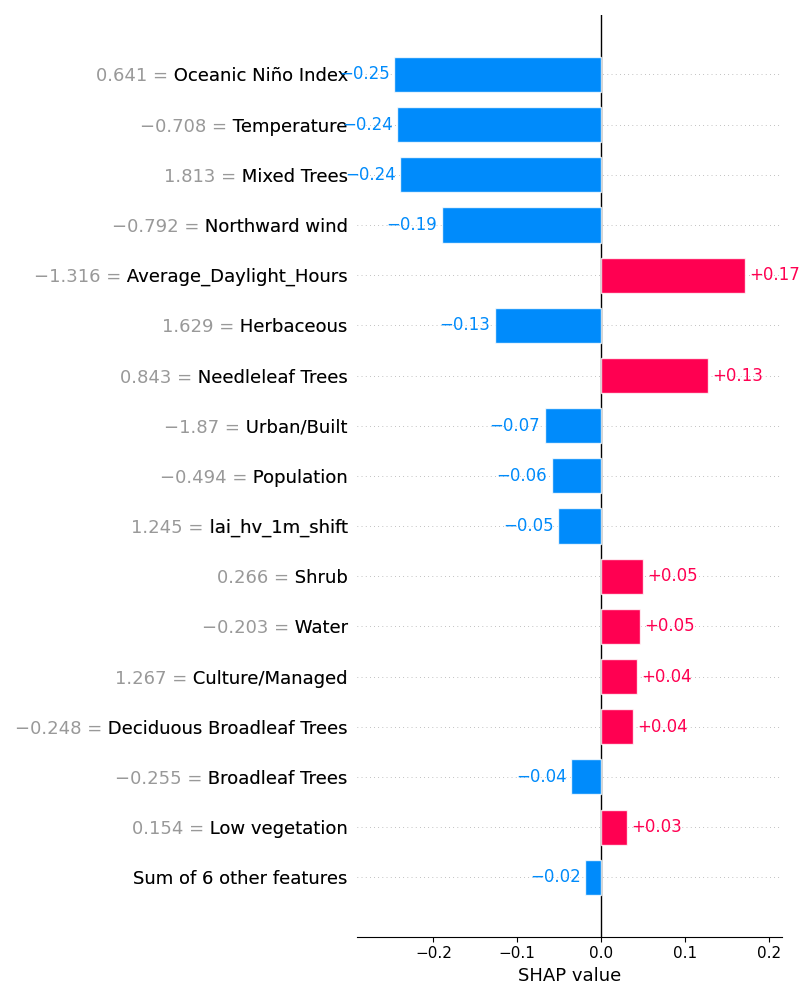 0.641 = Oceanic Niño Index −0.25
−0.708 = Temperature −0.24
1.813 = Mixed Trees −0.24
−0.792 = Northward wind −0.19
−1.316 = Average_Daylight_Hours +0.17
1.629 = Herbaceous −0.13
0.843 = Needleleaf Trees +0.13
−1.87 = Urban/Built −0.07
−0.494 = Population −0.06
1.245 = lai_hv_1m_shift −0.05
0.266 = Shrub +0.05
−0.203 = Water +0.05
1.267 = Culture/Managed +0.04
−0.248 = Deciduous Broadleaf Trees +0.04
−0.255 = Broadleaf Trees −0.04
0.154 = Low vegetation +0.03
Sum of 6 other features −0.02
−0.2 −0.1 0.0 0.1 0.2
SHAP value